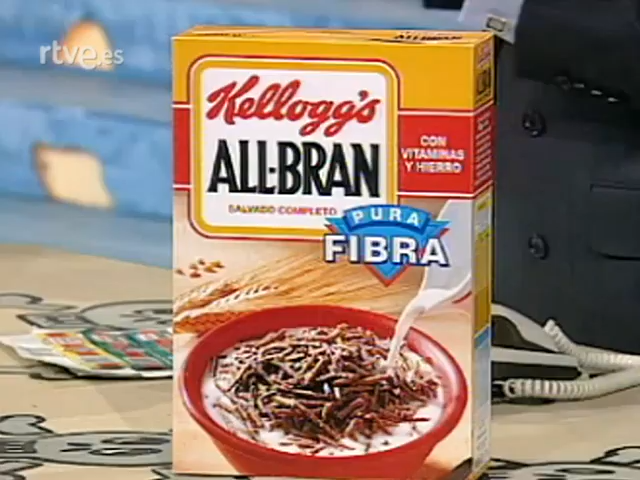 rtve.es
Kellogg's
ALL-BRAN
SALVADO COMPLETO
CON
VITAMINAS
Y HIERRO
PURA
FIBRA